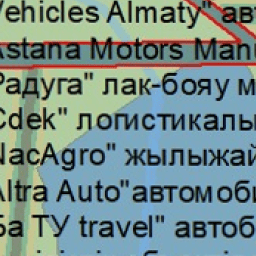 Vehicles Almaty" авт
Astana Motors Manu
Радуга" лак-бояу м
Cdek" логистикалы
NacAgro" жылыжай
Altra Auto"автомоби
Ба ТУ travel" автоб